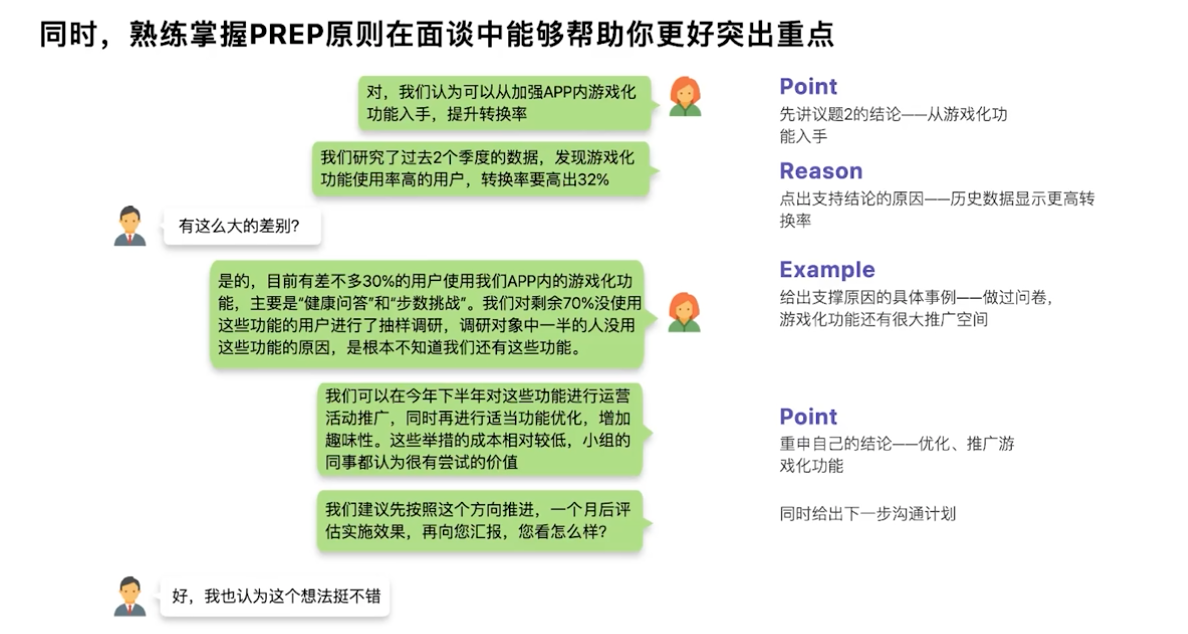 同时，熟练掌握PREP原则在面谈中能够帮助你更好突出重点
对，我们认为可以从加强APP内游戏化
功能入手，提升转换率
Point
先讲议题2的结论——从游戏化功
能入手
我们研究了过去2个季度的数据，发现游戏化
功能使用率高的用户，转换率要高出32%
Reason
点出支持结论的原因——历史数据显示更高转
换率
有这么大的差别?
是的，目前有差不多30%的用户使用我们APP内的游戏化功
能，主要是“健康问答”和“步数挑战”。我们对剩余70%没使用
这些功能的用户进行了抽样调研，调研对象中一半的人没用
这些功能的原因，是根本不知道我们还有这些功能。
Example
给出支撑原因的具体事例——做过问卷，
游戏化功能还有很大推广空间
我们可以在今年下半年对这些功能进行运营
活动推广，同时再进行适当功能优化，增加
趣味性。这些举措的成本相对较低，小组的
同事都认为很有尝试的价值
Point
重申自己的结论——优化、推广游
戏化功能
我们建议先按照这个方向推进，一个月后评
估实施效果，再向您汇报，您看怎么样?
同时给出下一步沟通计划
好，我也认为这个想法挺不错